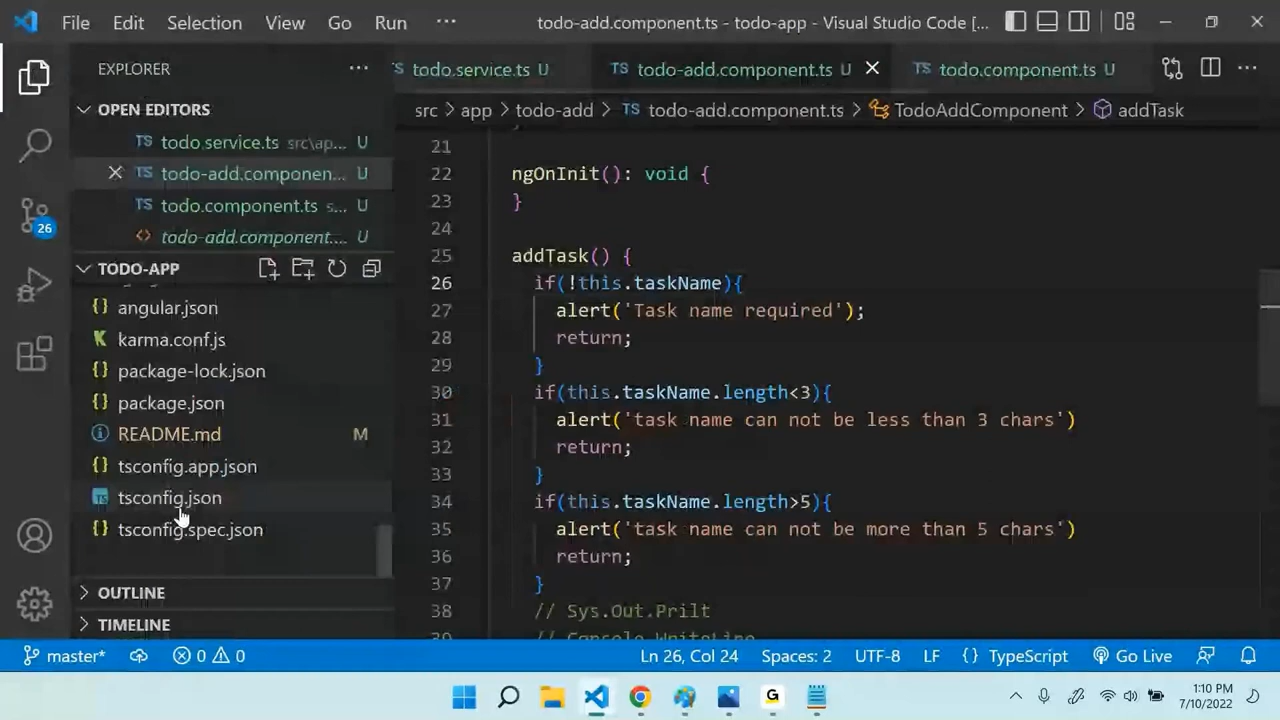 File Edit Selection View Go Run ··· todo-add.component.ts - todo-app - Visual Studio Code [...
EXPLORER ···
todo.service.ts U TS todo-add.component.ts U TS todo.component.ts U ···
OPEN EDITORS
src > app > todo-add > TS todo-add.component.ts > TodoAddComponent > addTask
TS todo.service.ts src\ap... U
TS todo-add.componen... U
TS todo.component.ts s... U
<> todo-add.component.... U
TODO-APP
{} angular.json
K karma.conf.js
{} package-lock.json
{} package.json
README.md M
{} tsconfig.app.json
TS tsconfig.json
{} tsconfig.spec.json
OUTLINE
TIMELINE
26
21
22 ngOnInit(): void {
23 }
24
25 addTask() {
26 if(!this.taskName){
27 alert('Task name required');
28 return;
29 }
30 if(this.taskName.length<3){
31 alert('task name can not be less than 3 chars')
32 return;
33 }
34 if(this.taskName.length>5){
35 alert('task name can not be more than 5 chars')
36 return;
37 }
38 // Sys.Out.Prilt
39 // Console.WriteLine
master* 0 0 Ln 26, Col 24 Spaces: 2 UTF-8 LF {} TypeScript Go Live
G
1:10 PM
7/10/2022